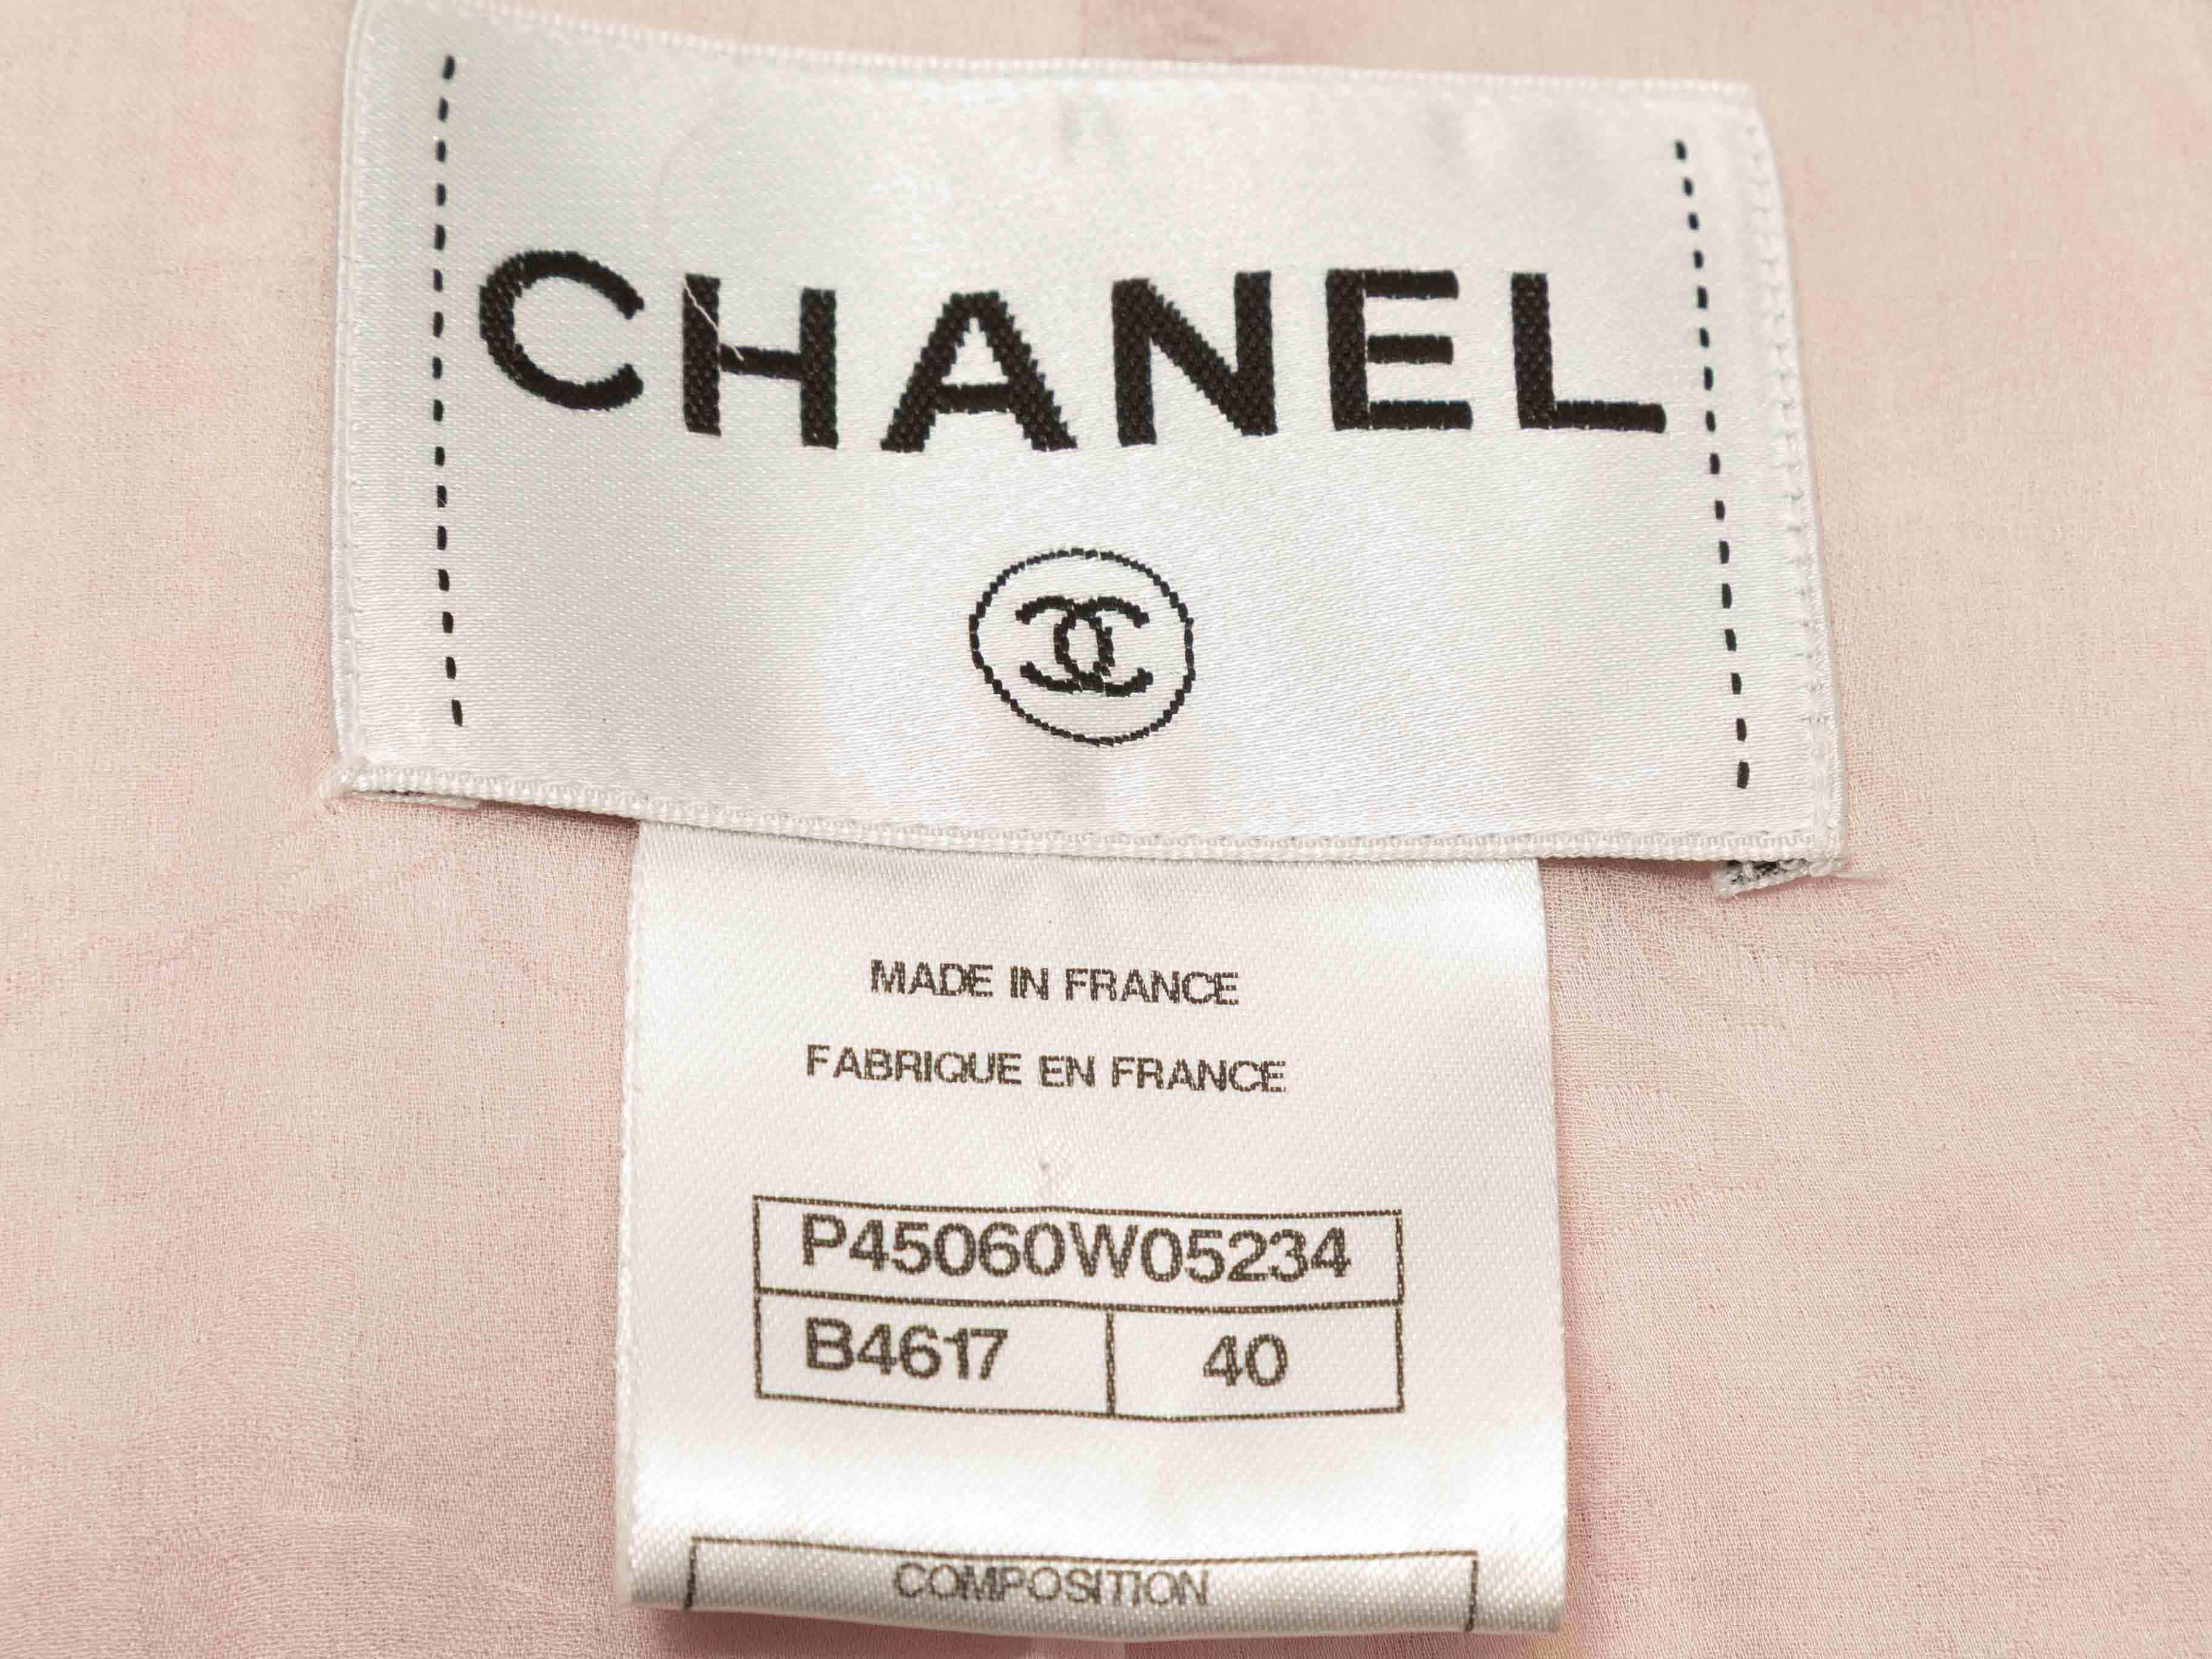 CHANEL
MADE IN FRANCE
FABRIQUE EN FRANCE
P45060W05234
B4617 40
COMPOSITION